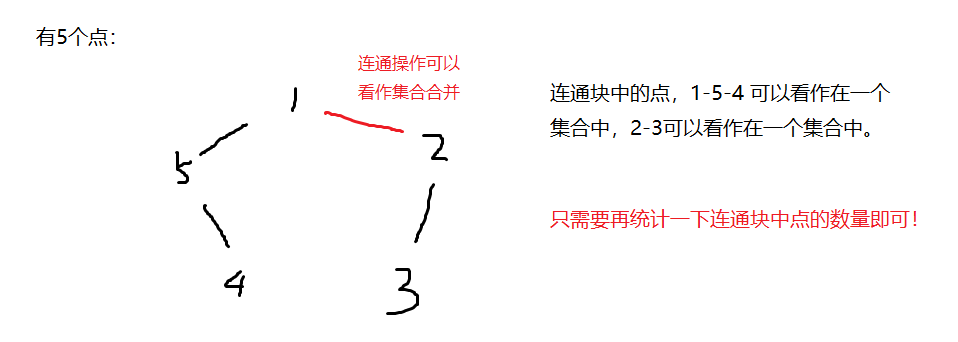 有5个点：
连通操作可以
看作集合合并
1
2
5
4
3
连通块中的点，1-5-4 可以看作在一个
集合中，2-3可以看作在一个集合中。
只需要再统计一下连通块中点的数量即可！